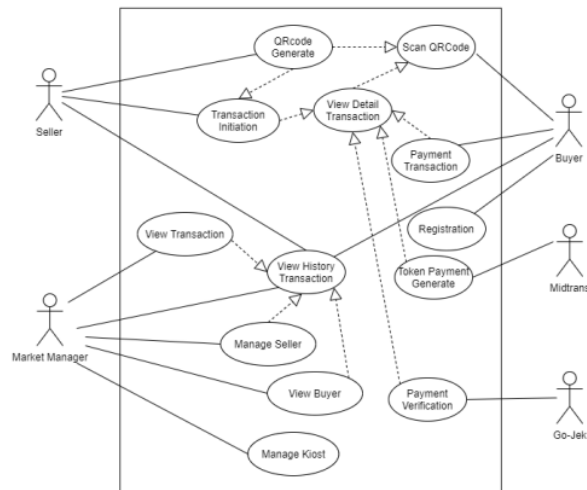 QRcode
Generate
Scan QRCode
Seller
Transaction
Initiation
View Detail
Transaction
Payment
Transaction
Buyer
View Transaction
Registration
View History
Transaction
Token Payment
Generate
Midtrans
Market Manager
Manage Seller
View Buyer
Payment
Verification
Go-Jek
Manage Kiost